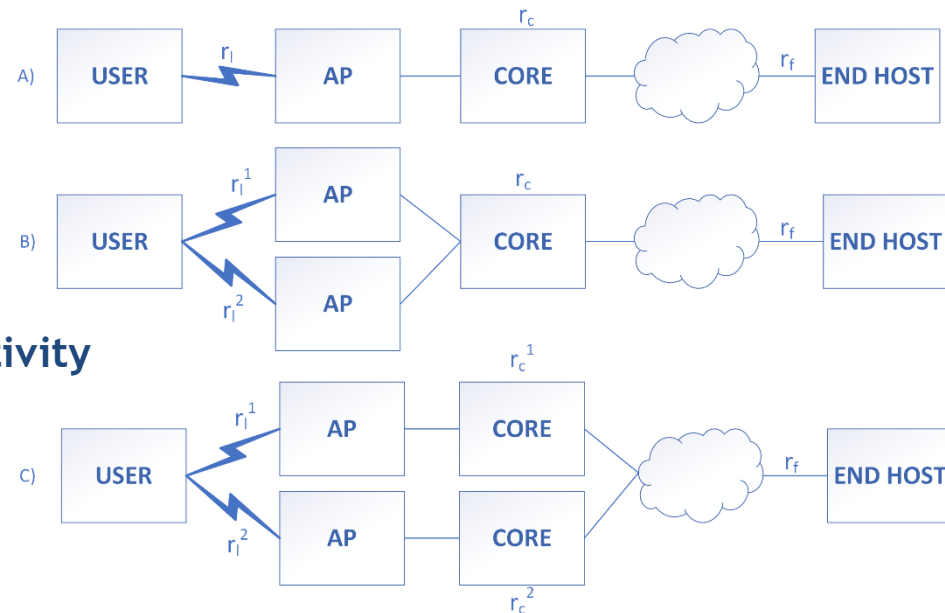 r_c
A) USER r_l AP CORE r_f END HOST
r_l^1 AP r_c
B) USER CORE r_f END HOST
r_l^2 AP
tivity
r_c^1
r_l^1 AP CORE
C) USER r_f END HOST
r_l^2 AP CORE
r_c^2